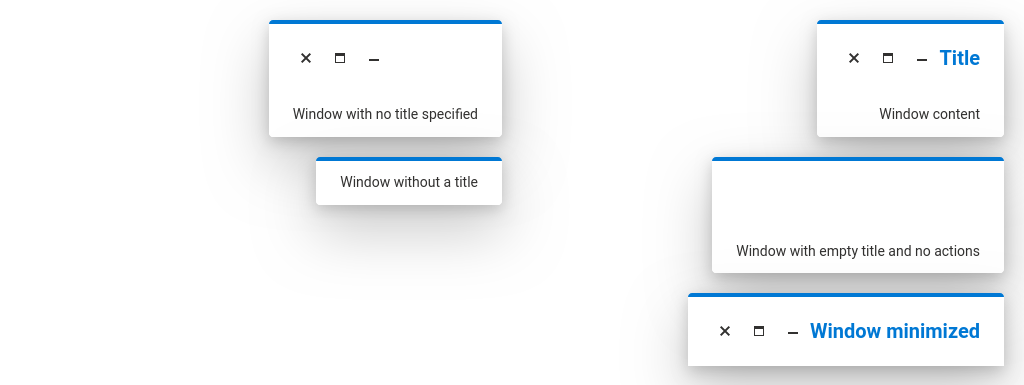 Window with no title specified
Window without a title
Title
Window content
Window with empty title and no actions
Window minimized